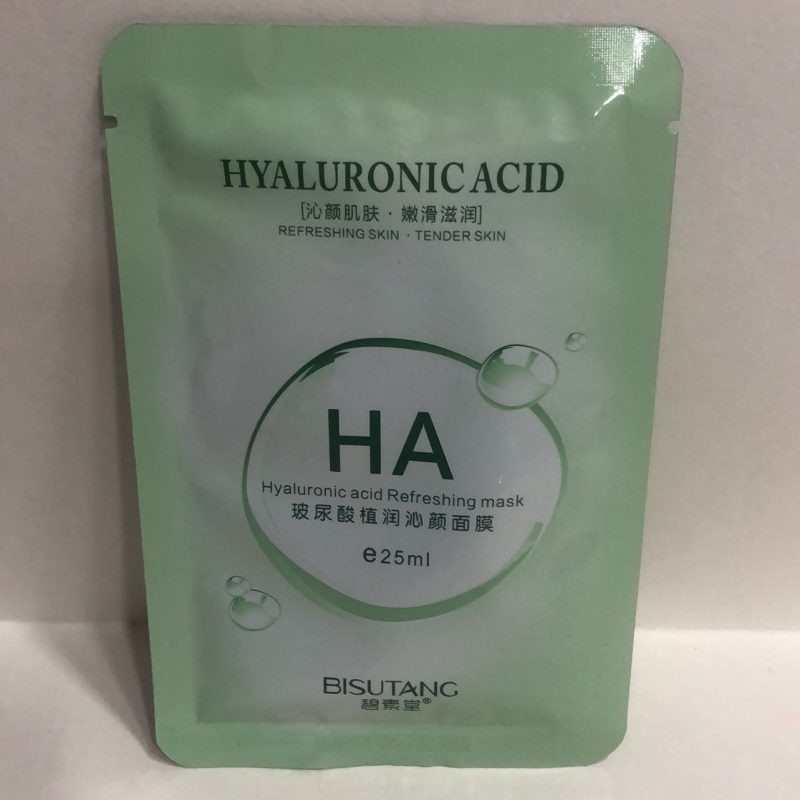 HYALURONIC ACID
[沁颜肌肤·嫩滑滋润]
REFRESHING SKIN · TENDER SKIN
HA
Hyaluronic acid Refreshing mask
玻尿酸植润沁颜面膜
e25ml
BISUTANG
碧素堂®